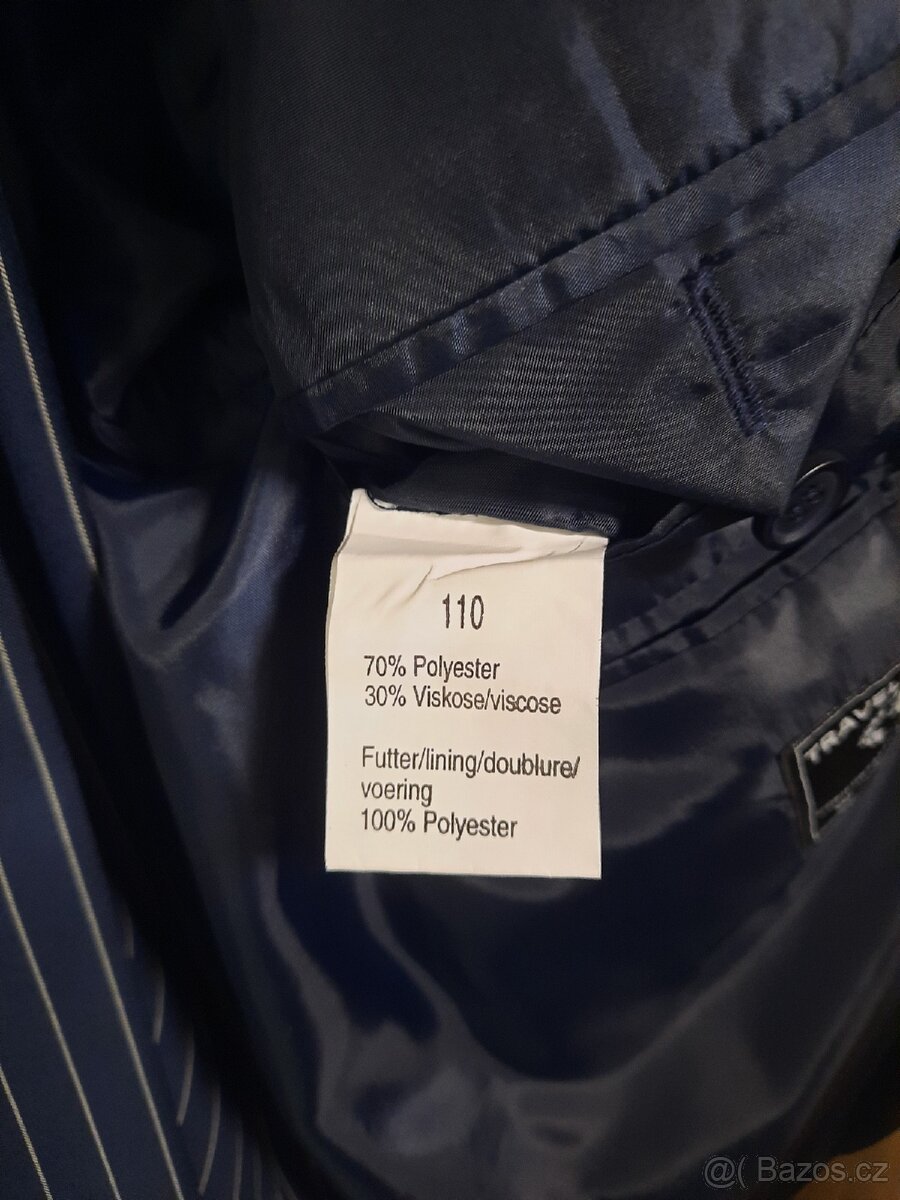 110
70% Polyester
30% Viskose/viscose
Futter/lining/doublure/
voering
100% Polyester
@( Bazos.cz